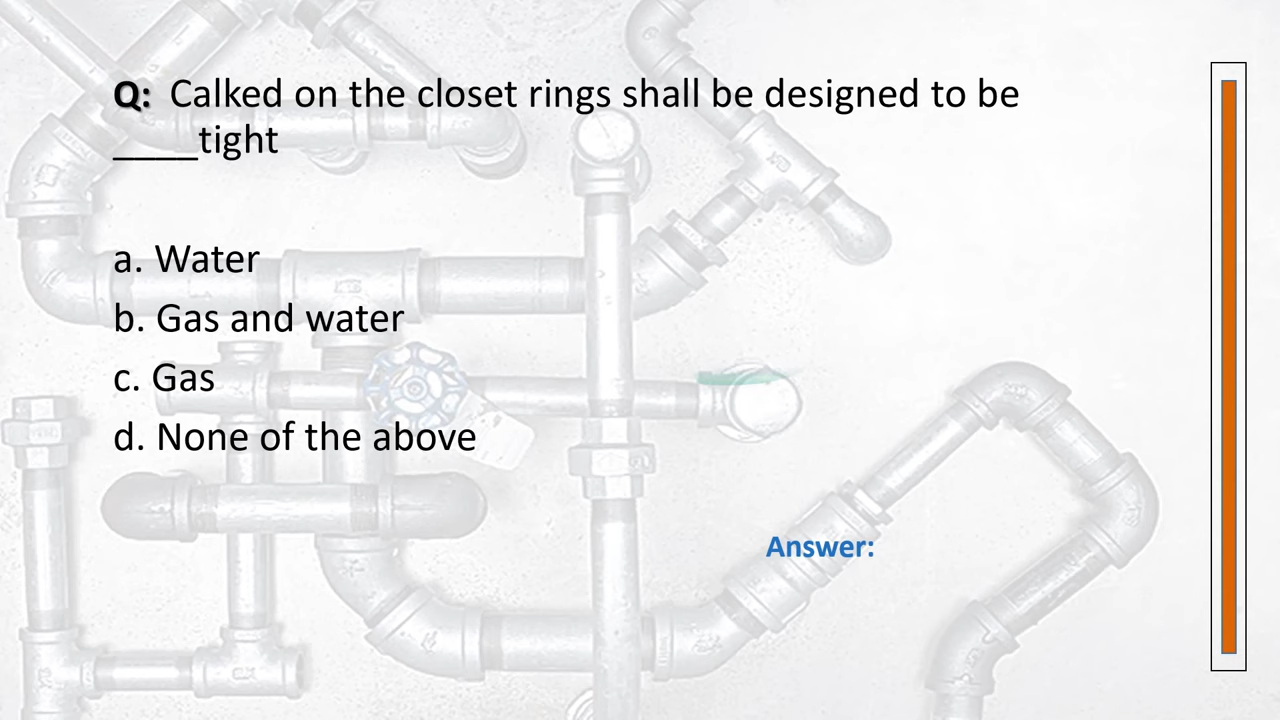 Q: Calked on the closet rings shall be designed to be
____tight
a. Water
b. Gas and water
c. Gas
d. None of the above
Answer: